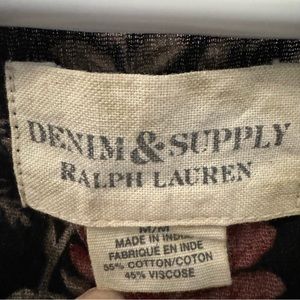 DENIM & SUPPLY
RALPH LAUREN
M/M
MADE IN INDIA
FABRIQUE EN INDE
55% COTTON/COTON
45% VISCOSE